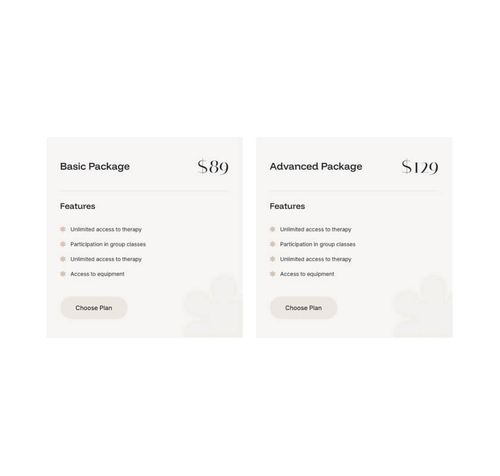 Basic Package
$89
Features
Unlimited access to therapy
Participation in group classes
Unlimited access to therapy
Access to equipment
Choose Plan
Advanced Package
$129
Features
Unlimited access to therapy
Participation in group classes
Unlimited access to therapy
Access to equipment
Choose Plan